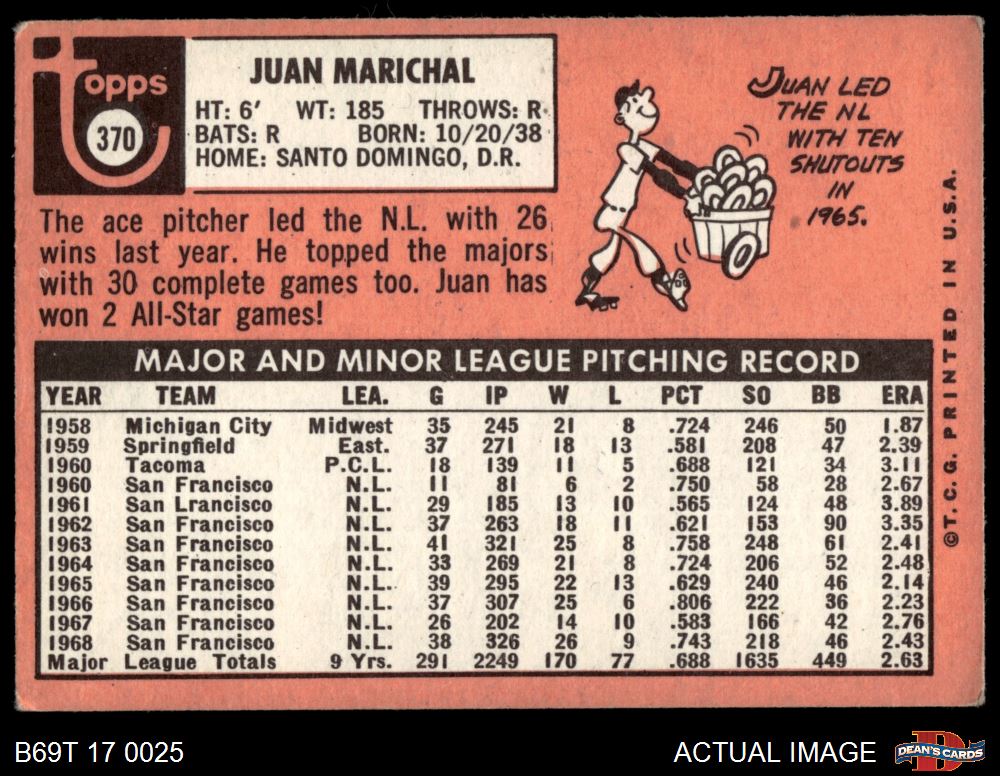 topps
370
JUAN MARICHAL
HT: 6' WT: 185 THROWS: R
BATS: R BORN: 10/20/38
HOME: SANTO DOMINGO, D.R.
JUAN LED
THE NL
WITH TEN
SHUTOUTS
IN
1965.
The ace pitcher led the N.L. with 26
wins last year. He topped the majors
with 30 complete games too. Juan has
won 2 All-Star games!
MAJOR AND MINOR LEAGUE PITCHING RECORD
YEAR TEAM LEA. G IP W L PCT SO BB ERA
1958 Michigan City Midwest 35 245 21 8 .724 246 50 1.87
1959 Springfield East. 37 271 18 13 .581 208 47 2.39
1960 Tacoma P.C.L. 18 139 11 5 .688 121 34 3.11
1960 San Francisco N.L. 11 81 6 2 .750 58 28 2.67
1961 San Lrancisco N.L. 29 185 13 10 .565 124 48 3.89
1962 San Francisco N.L. 37 263 18 11 .621 153 90 3.35
1963 San Francisco N.L. 41 321 25 8 .758 248 61 2.41
1964 San Francisco N.L. 33 269 21 8 .724 206 52 2.48
1965 San Francisco N.L. 39 295 22 13 .629 240 46 2.14
1966 San Francisco N.L. 37 307 25 6 .806 222 36 2.23
1967 San Francisco N.L. 26 202 14 10 .583 166 42 2.76
1968 San Francisco N.L. 38 326 26 9 .743 218 46 2.43
Major League Totals 9 Yrs. 291 2249 170 77 .688 1635 449 2.63
©T. C. G. PRINTED IN U.S.A.
B69T 17 0025
ACTUAL IMAGE
D
DEAN'S CARDS